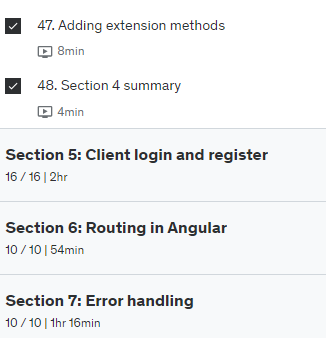 47. Adding extension methods
8min
48. Section 4 summary
4min
Section 5: Client login and register
16 / 16 | 2hr
Section 6: Routing in Angular
10 / 10 | 54min
Section 7: Error handling
10 / 10 | 1hr 16min